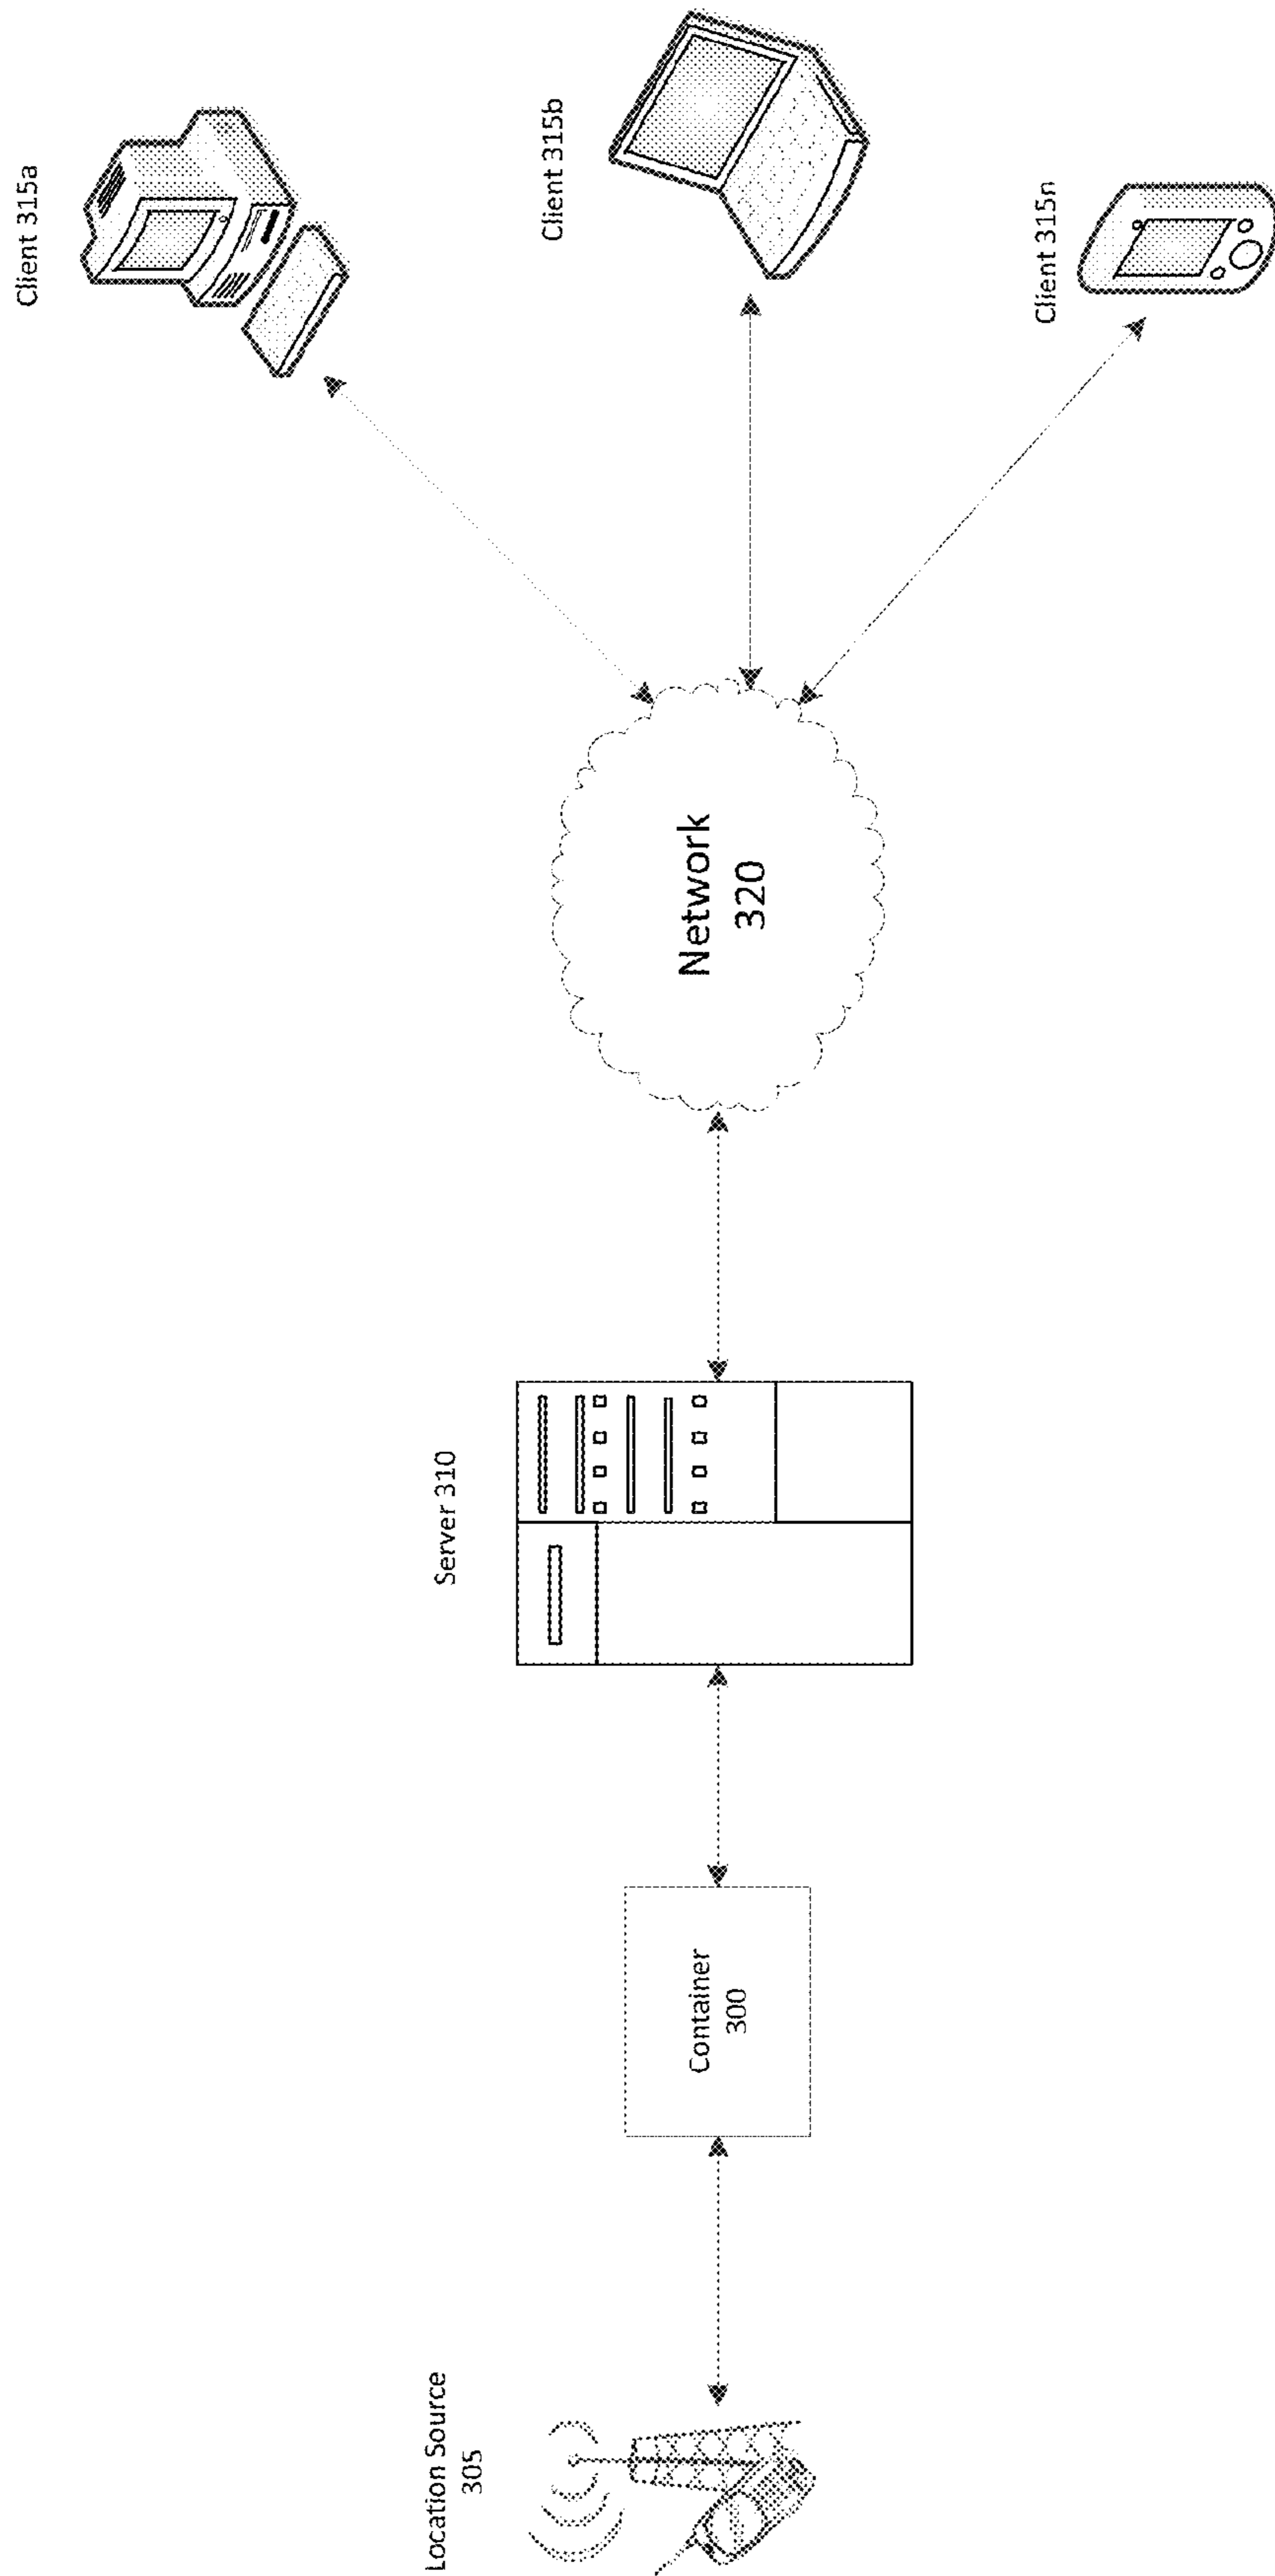 Location Source
305
Container
300
Server 310
Network
320
Client 315a
Client 315b
Client 315n